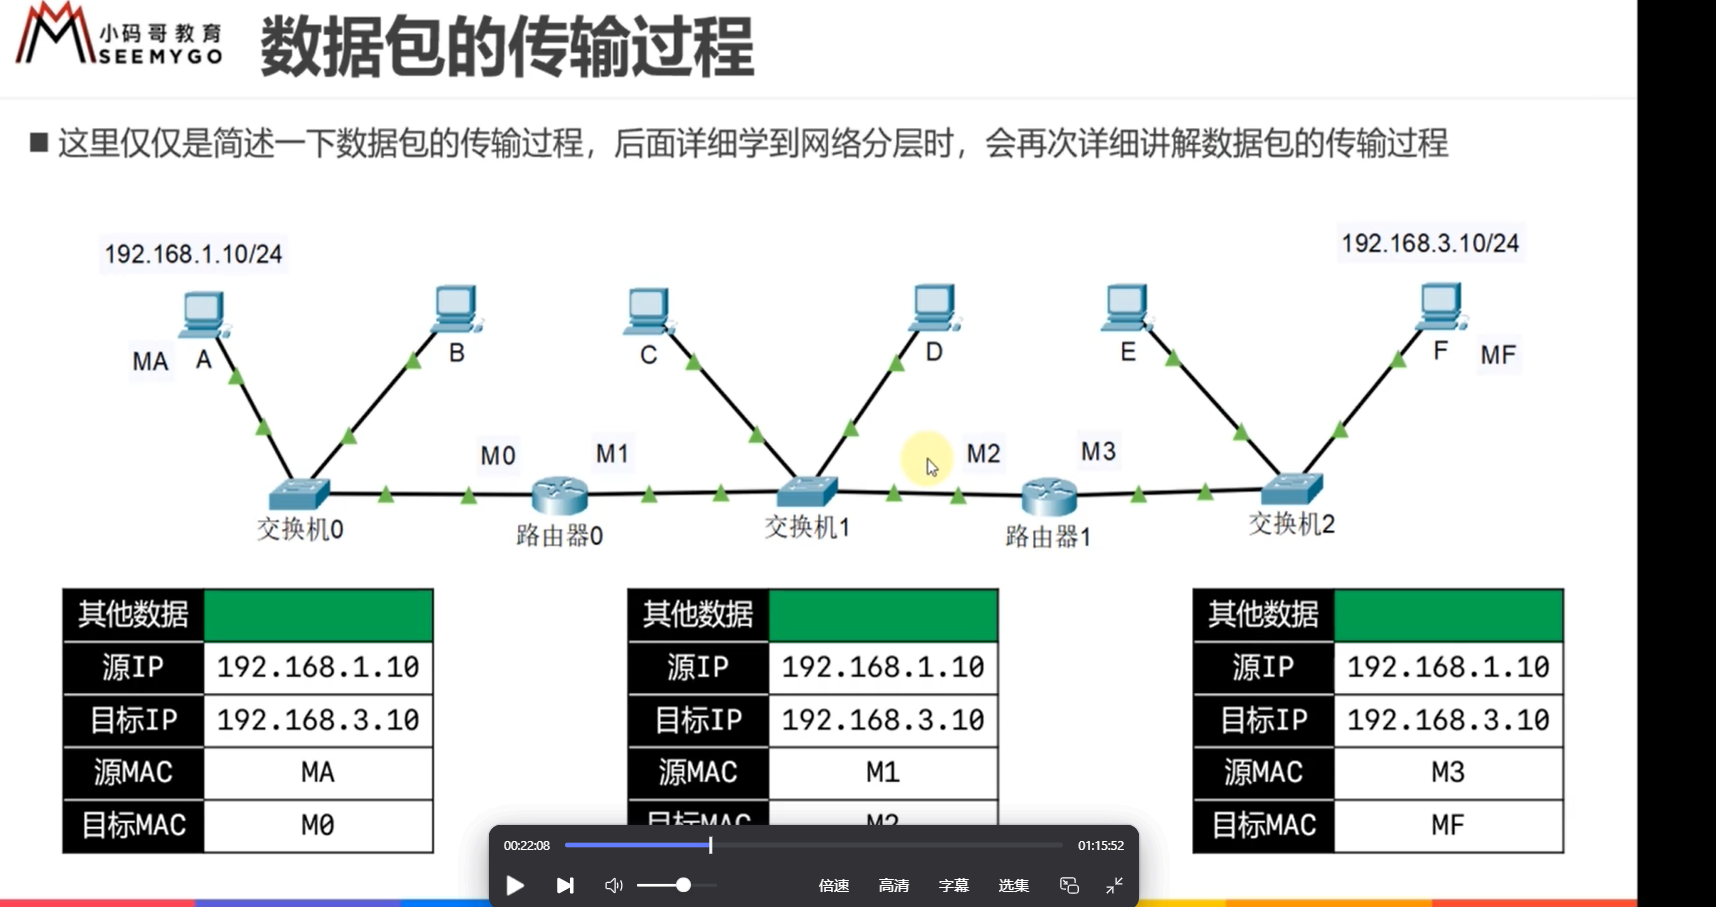 小码哥教育
SEEMYGO
数据包的传输过程
这里仅仅是简述一下数据包的传输过程，后面详细学到网络分层时，会再次详细讲解数据包的传输过程
192.168.1.10/24
192.168.3.10/24
MA A B C D E F MF
M0 M1 M2 M3
交换机0 路由器0 交换机1 路由器1 交换机2
其他数据
源IP 192.168.1.10
目标IP 192.168.3.10
源MAC MA
目标MAC M0
其他数据
源IP 192.168.1.10
目标IP 192.168.3.10
源MAC M1
目标MAC M2
其他数据
源IP 192.168.1.10
目标IP 192.168.3.10
源MAC M3
目标MAC MF
00:22:08 01:15:52
倍速 高清 字幕 选集